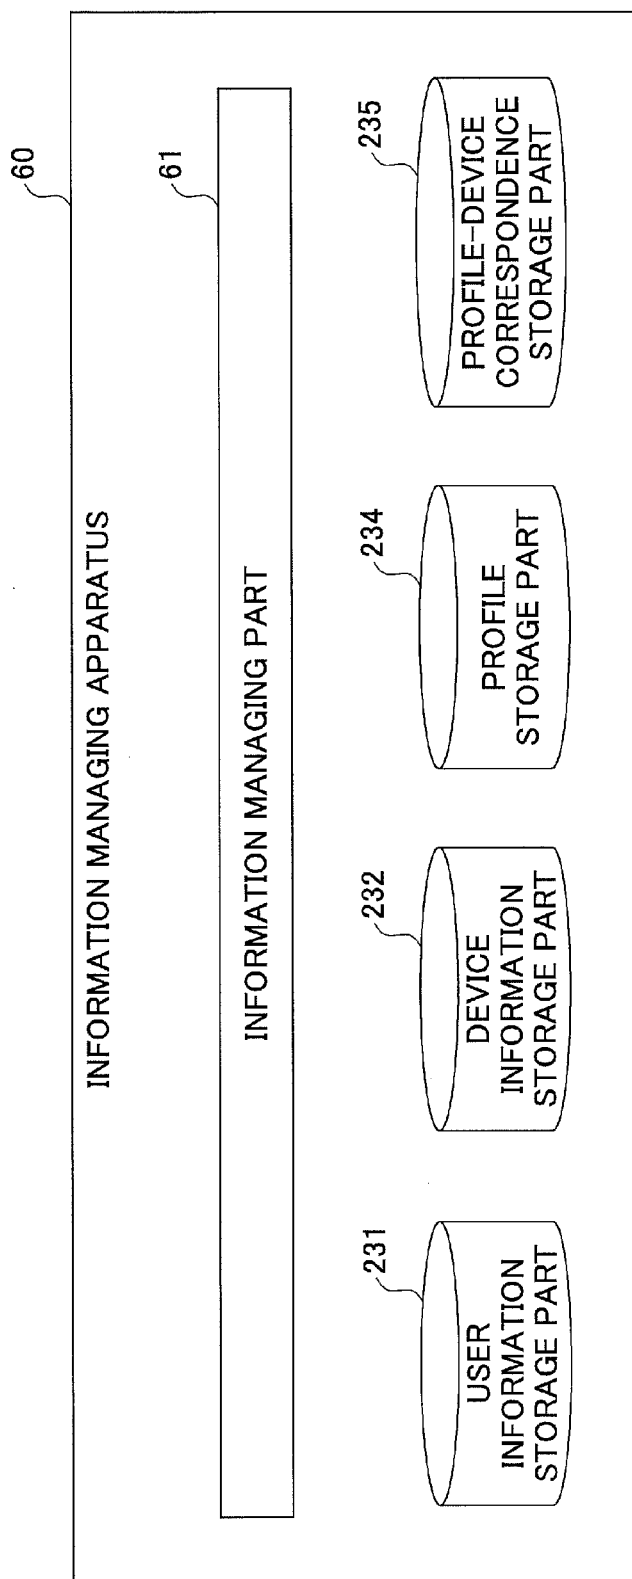 60
INFORMATION MANAGING APPARATUS
61
INFORMATION MANAGING PART
231
USER
INFORMATION
STORAGE PART
232
DEVICE
INFORMATION
STORAGE PART
234
PROFILE
STORAGE PART
235
PROFILE-DEVICE
CORRESPONDENCE
STORAGE PART